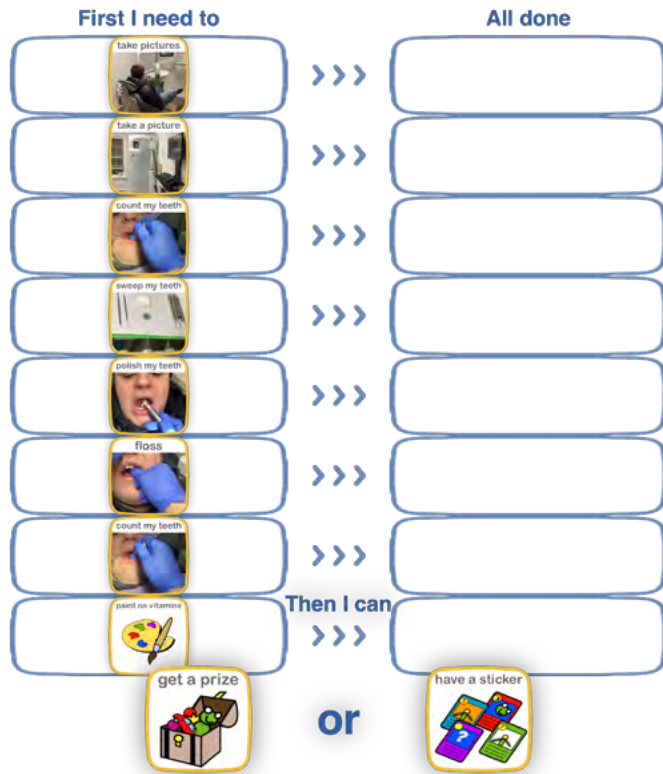 First I need to
All done
take pictures
take a picture
count my teeth
sweep my teeth
polish my teeth
floss
count my teeth
Then I can
paint on vitamins
get a prize
or
have a sticker
?